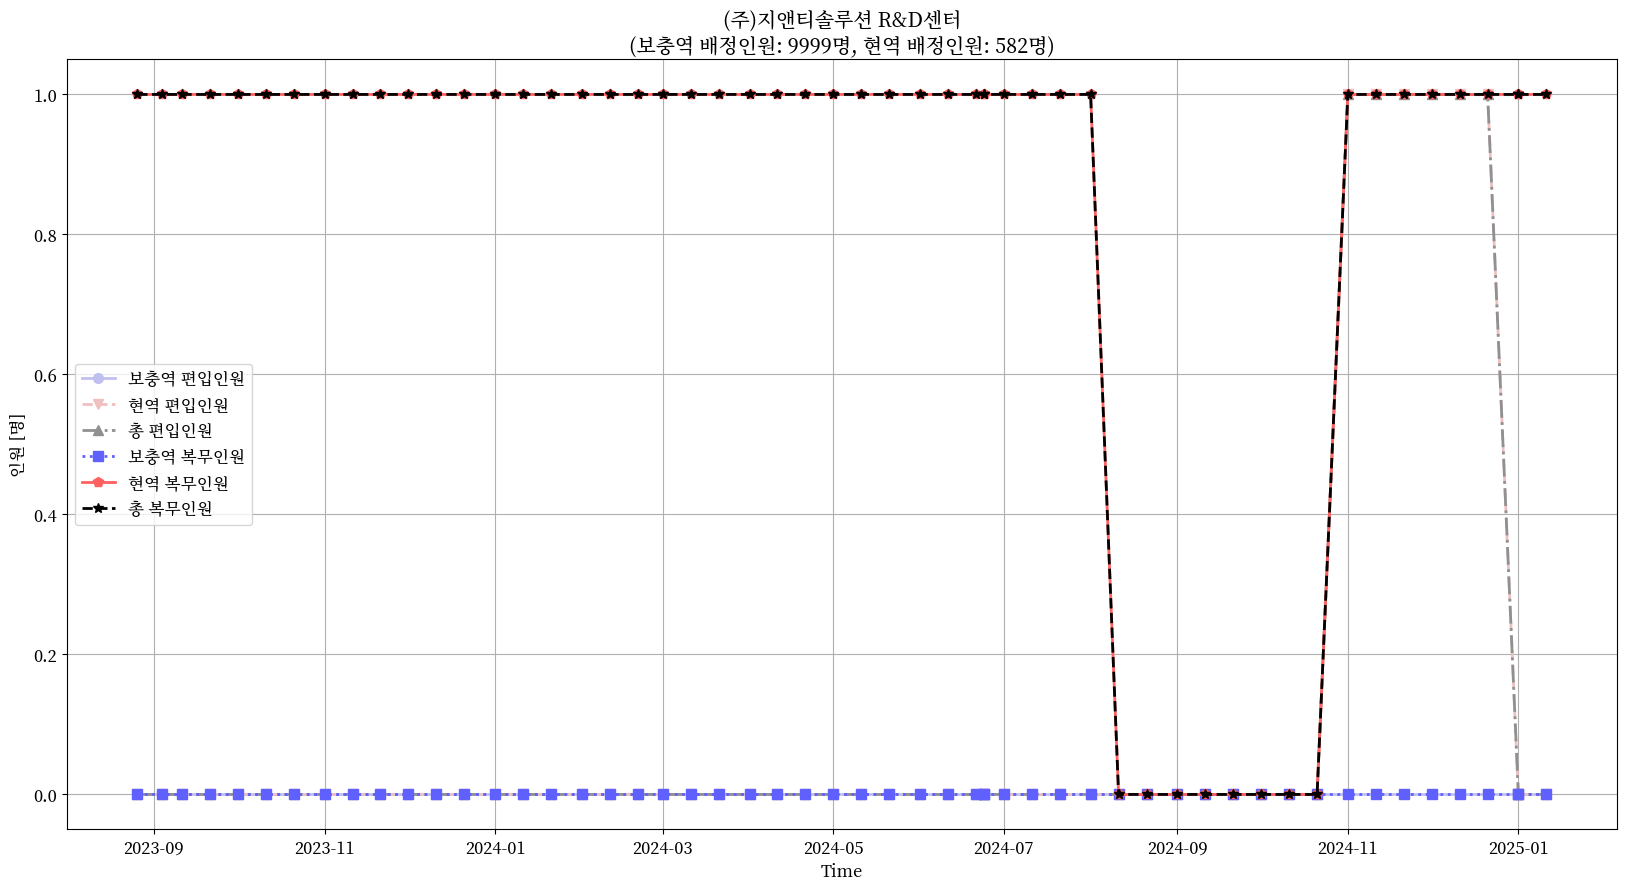 (주)지앤티솔루션 R&D센터
(보충역 배정인원: 9999명, 현역 배정인원: 582명)
인원 [명]
1.0
0.8
0.6
0.4
0.2
0.0
보충역 편입인원
현역 편입인원
총 편입인원
보충역 복무인원
현역 복무인원
총 복무인원
2023-09 2023-11 2024-01 2024-03 2024-05 2024-07 2024-09 2024-11 2025-01
Time